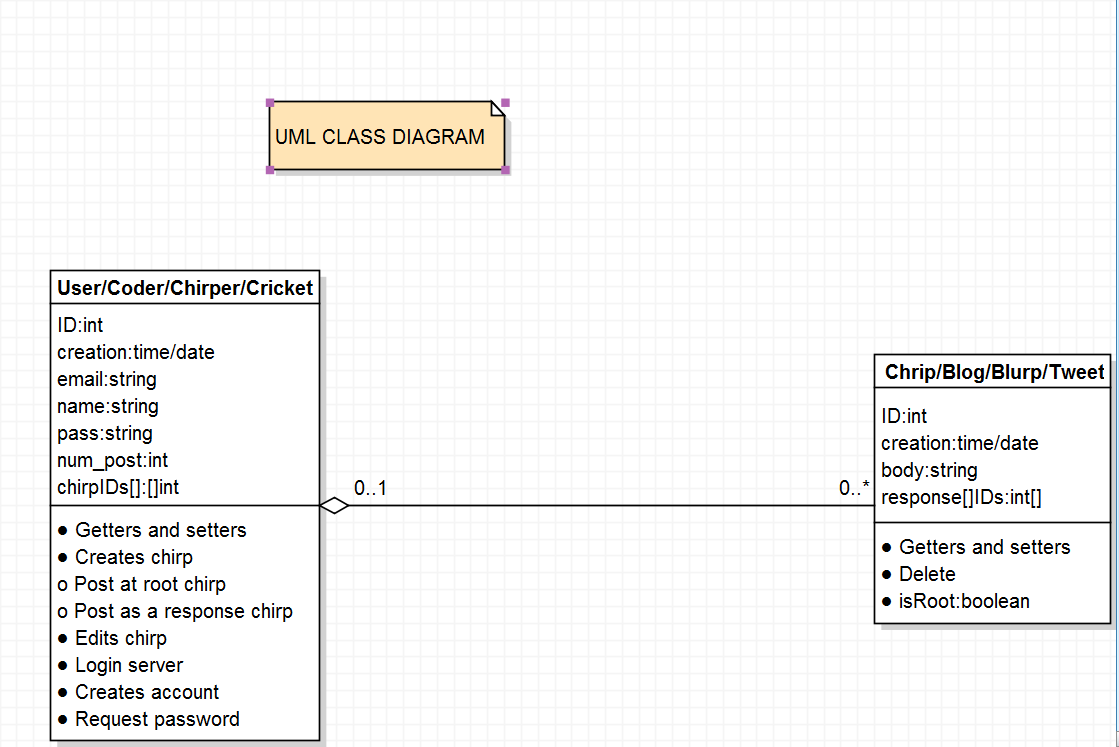 UML CLASS DIAGRAM
User/Coder/Chirper/Cricket
ID:int
creation:time/date
email:string
name:string
pass:string
num_post:int
chirpIDs[]:[]int
● Getters and setters
● Creates chirp
o Post at root chirp
o Post as a response chirp
● Edits chirp
● Login server
● Creates account
● Request password
0..1
0..*
Chrip/Blog/Blurp/Tweet
ID:int
creation:time/date
body:string
response[]IDs:int[]
● Getters and setters
● Delete
● isRoot:boolean